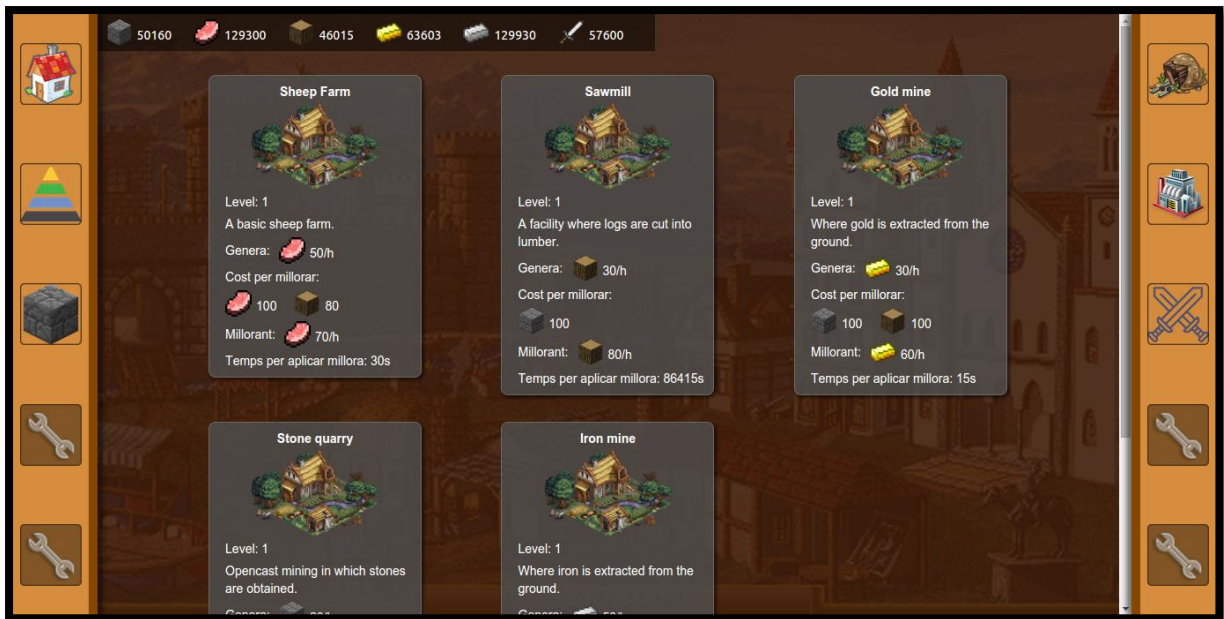 50160 129300 46015 63603 129930 57600
Sheep Farm
Level: 1
A basic sheep farm.
Genera: 50/h
Cost per millorar:
100 80
Millorant: 70/h
Temps per aplicar millora: 30s
Sawmill
Level: 1
A facility where logs are cut into
lumber.
Genera: 30/h
Cost per millorar:
100
Millorant: 80/h
Temps per aplicar millora: 86415s
Gold mine
Level: 1
Where gold is extracted from the
ground.
Genera: 30/h
Cost per millorar:
100 100
Millorant: 60/h
Temps per aplicar millora: 15s
Stone quarry
Level: 1
Opencast mining in which stones
are obtained.
Genera:
Iron mine
Level: 1
Where iron is extracted from the
ground.
Genera: